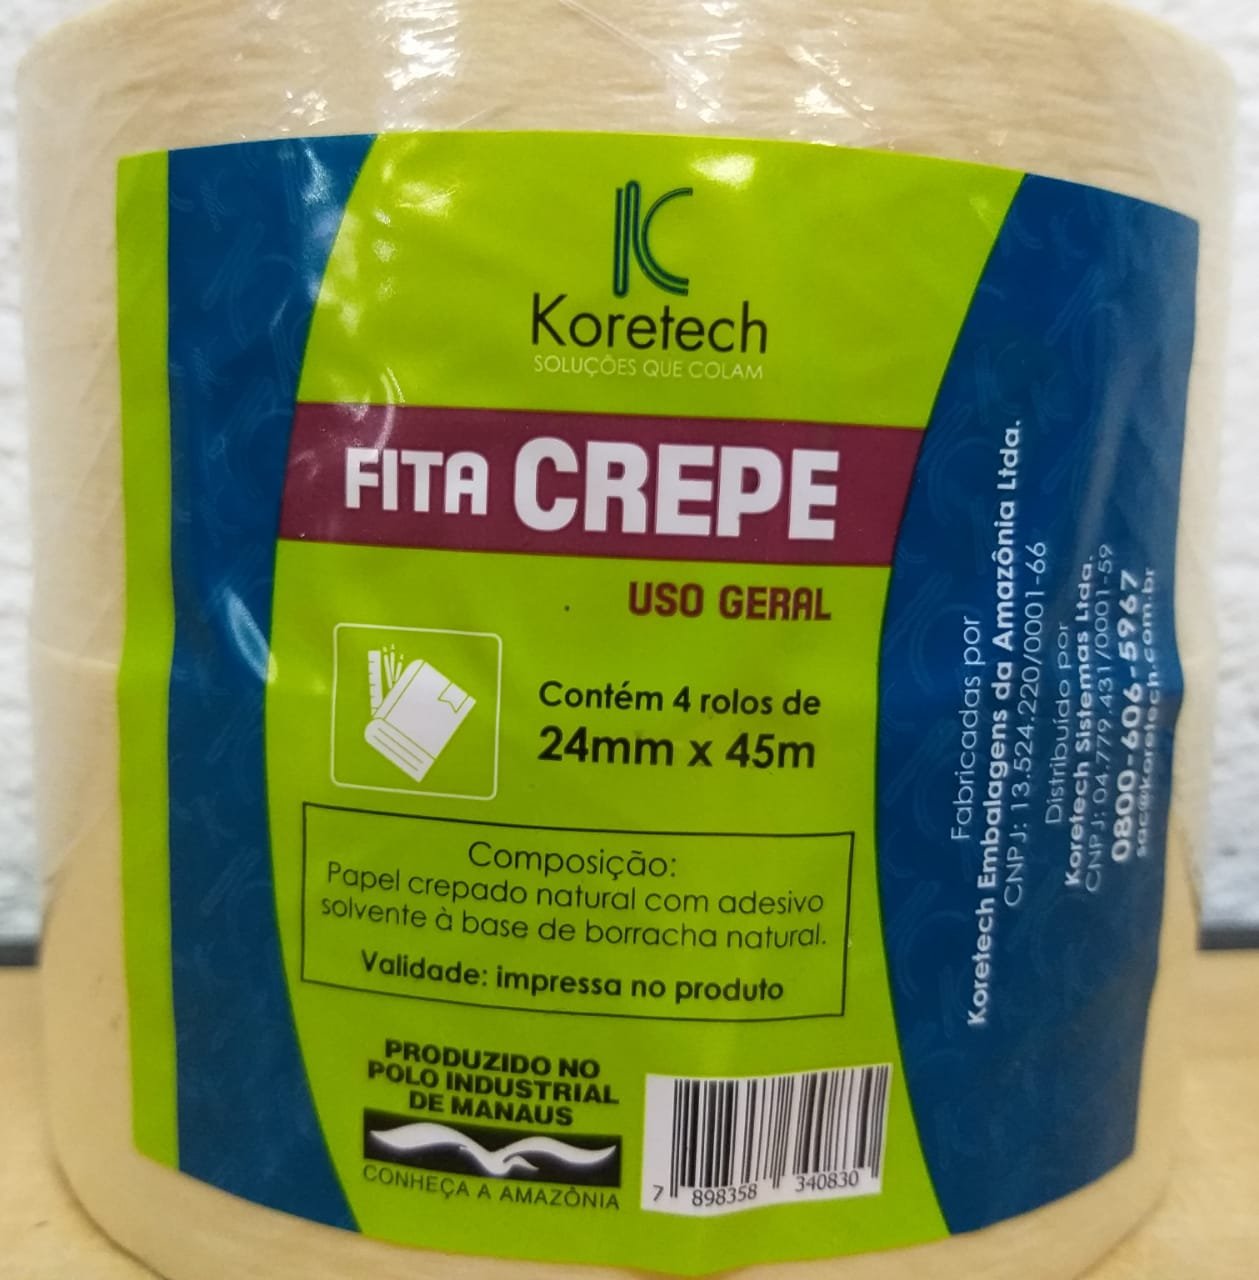 Koretech
SOLUÇÕES QUE COLAM
FITA CREPE
USO GERAL
Contém 4 rolos de
24mm x 45m
Composição:
Papel crepado natural com adesivo
solvente à base de borracha natural.
Validade: impressa no produto
PRODUZIDO NO
POLO INDUSTRIAL
DE MANAUS
CONHEÇA A AMAZÔNIA
7 898358 340830
Fabricadas por
Koretech Embalagens da Amazônia Ltda.
CNPJ: 13.524.220/0001-66
Distribuído por
Koretech Sistemas Ltda.
CNPJ: 04.779.431/0001-59
0800-606-5967
sac@koretech.com.br